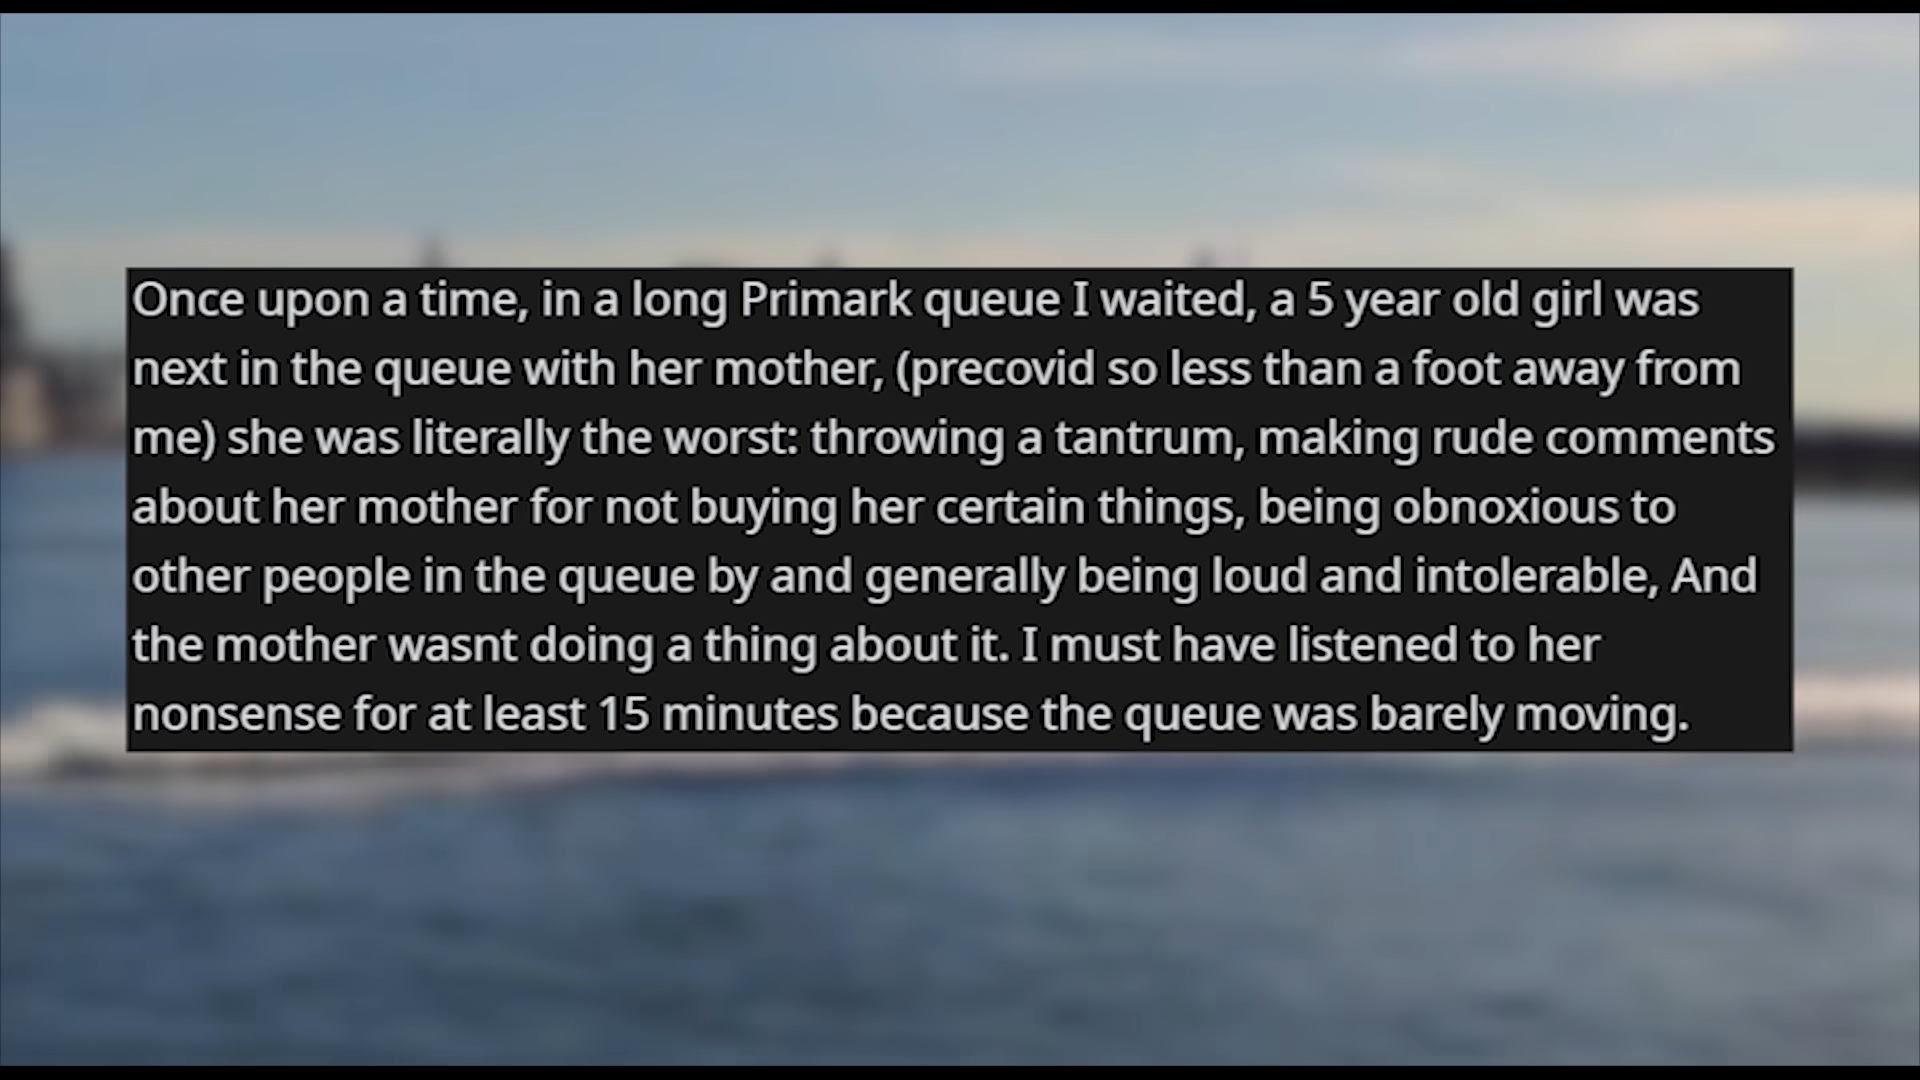 Once upon a time, in a long Primark queue I waited, a 5 year old girl was
next in the queue with her mother, (precovid so less than a foot away from
me) she was literally the worst: throwing a tantrum, making rude comments
about her mother for not buying her certain things, being obnoxious to
other people in the queue by and generally being loud and intolerable, And
the mother wasnt doing a thing about it. I must have listened to her
nonsense for at least 15 minutes because the queue was barely moving.